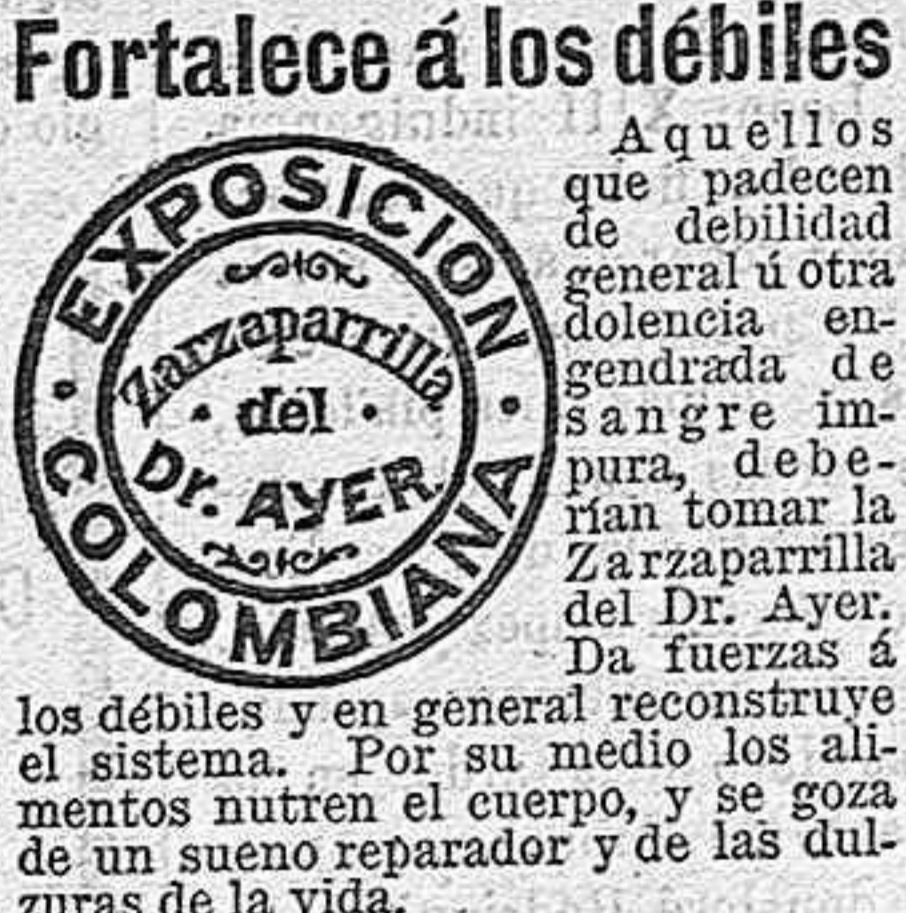 Fortalece á los débiles
EXPOSICION
COLOMBIANA
Zarzaparrilla
del
Dr. AYER.
Aquellos
que padecen
de debilidad
general ú otra
dolencia en-
gendrada de
sangre im-
pura, debe-
rían tomar la
Zarzaparrilla
del Dr. Ayer.
Da fuerzas á
los débiles y en general reconstruye
el sistema. Por su medio los ali-
mentos nutren el cuerpo, y se goza
de un sueno reparador y de las dul-
zuras de la vida.